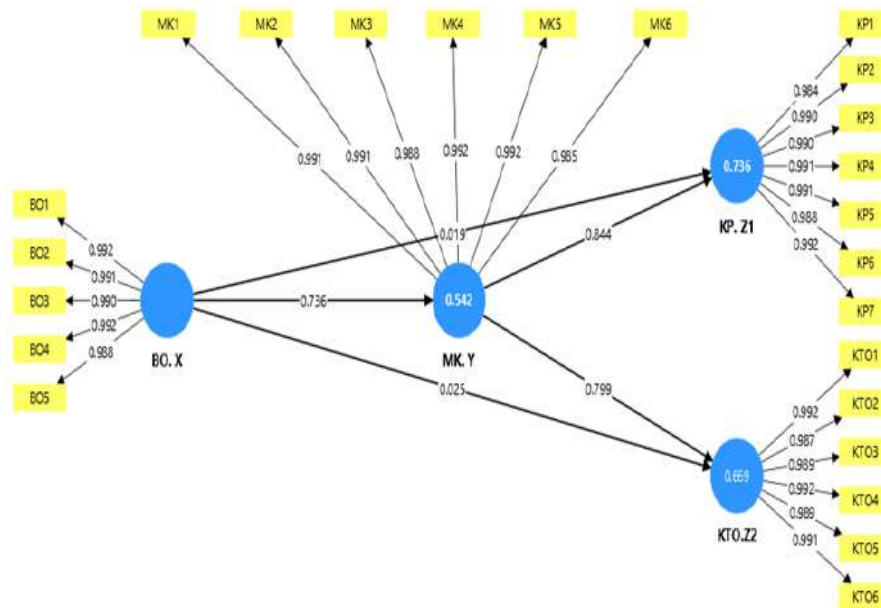 MK1 MK2 MK3 MK4 MK5 MK6
0.991 0.991 0.988 0.992 0.992 0.985
BO1
BO2
BO3
BO4
BO5
0.992
0.991
0.990
0.992
0.988
BO. X
0.736
0.019
0.025
0.542
MK. Y
0.844
0.799
0.736
KP. Z1
0.984
0.990
0.990
0.991
0.991
0.988
0.992
KP1
KP2
KP3
KP4
KP5
KP6
KP7
0.669
KTO.Z2
0.992
0.987
0.989
0.992
0.989
0.991
KTO1
KTO2
KTO3
KTO4
KTO5
KTO6